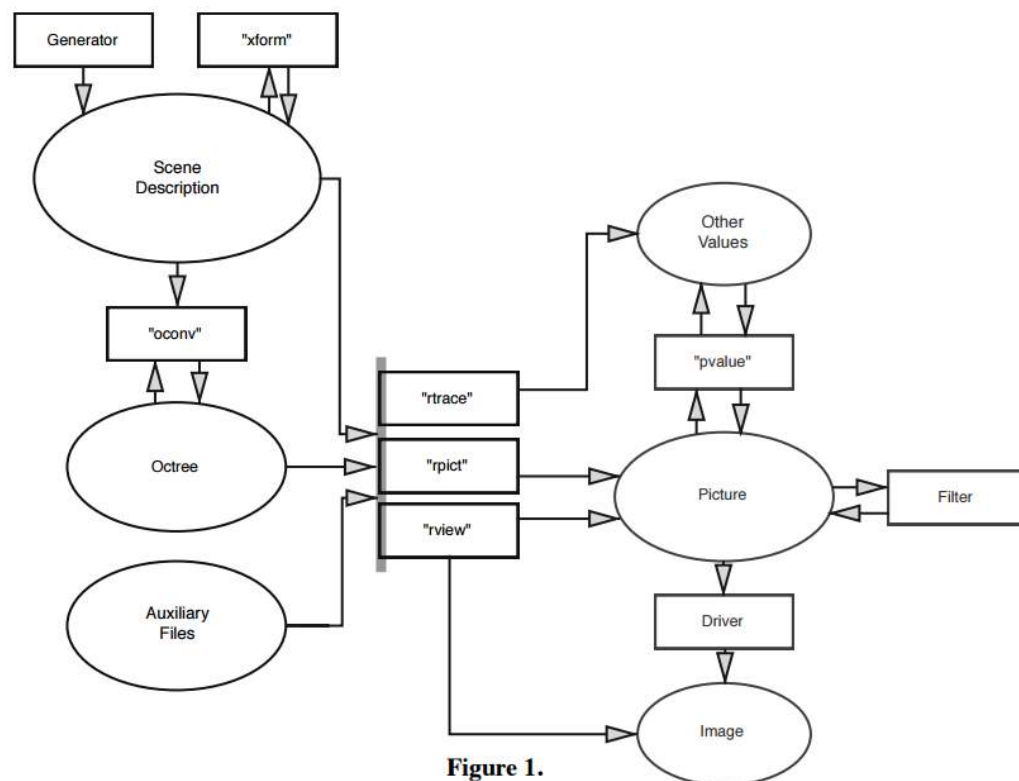 Generator
"xform"
Scene
Description
Other
Values
"oconv"
"pvalue"
"rtrace"
Octree
"rpict"
Picture
Filter
"rview"
Auxiliary
Files
Driver
Image
Figure 1.